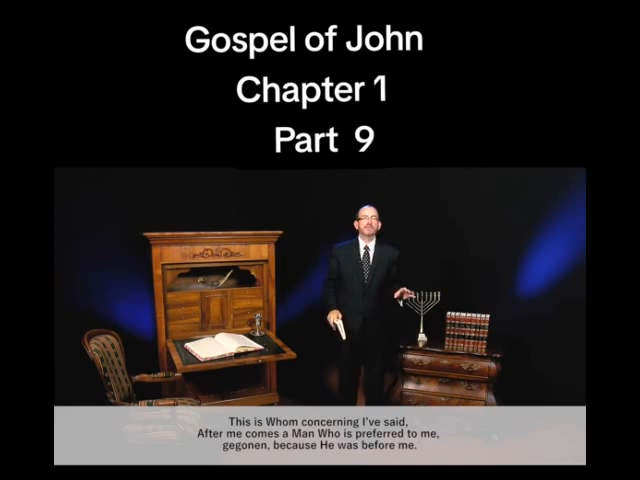 Gospel of John
Chapter 1
Part 9
This is Whom concerning I've said,
After me comes a Man Who is preferred to me,
gegonen, because He was before me.